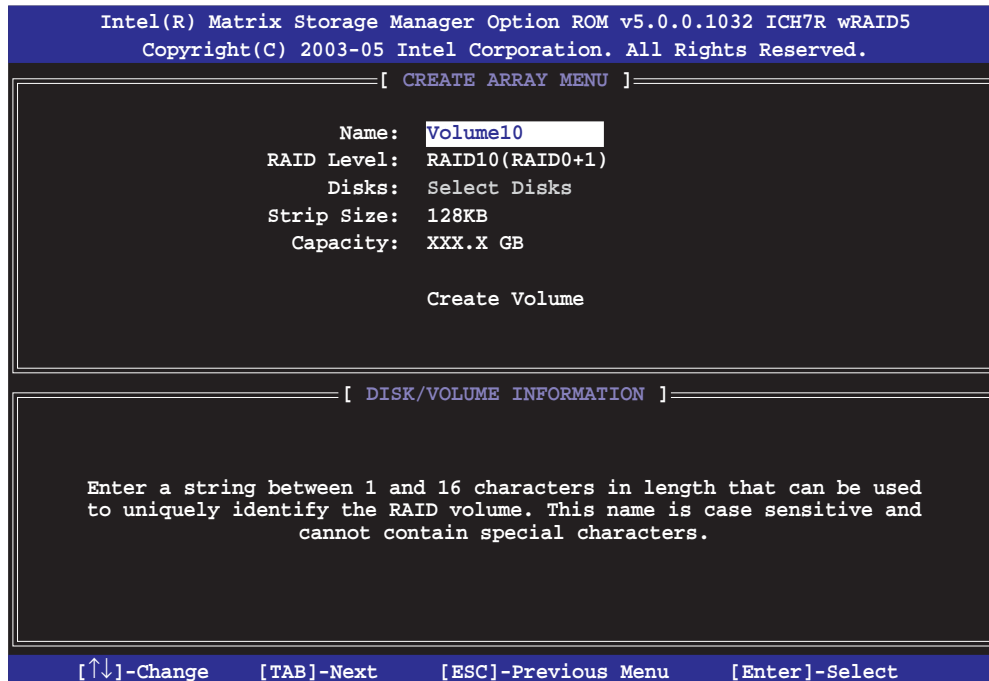 Intel(R) Matrix Storage Manager Option ROM v5.0.0.1032 ICH7R wRAID5
Copyright(C) 2003-05 Intel Corporation. All Rights Reserved.
[ CREATE ARRAY MENU ]
Name: Volume10
RAID Level: RAID10(RAID0+1)
Disks: Select Disks
Strip Size: 128KB
Capacity: XXX.X GB
Create Volume
[ DISK/VOLUME INFORMATION ]
Enter a string between 1 and 16 characters in length that can be used
to uniquely identify the RAID volume. This name is case sensitive and
cannot contain special characters.
[↑↓]-Change [TAB]-Next [ESC]-Previous Menu [Enter]-Select